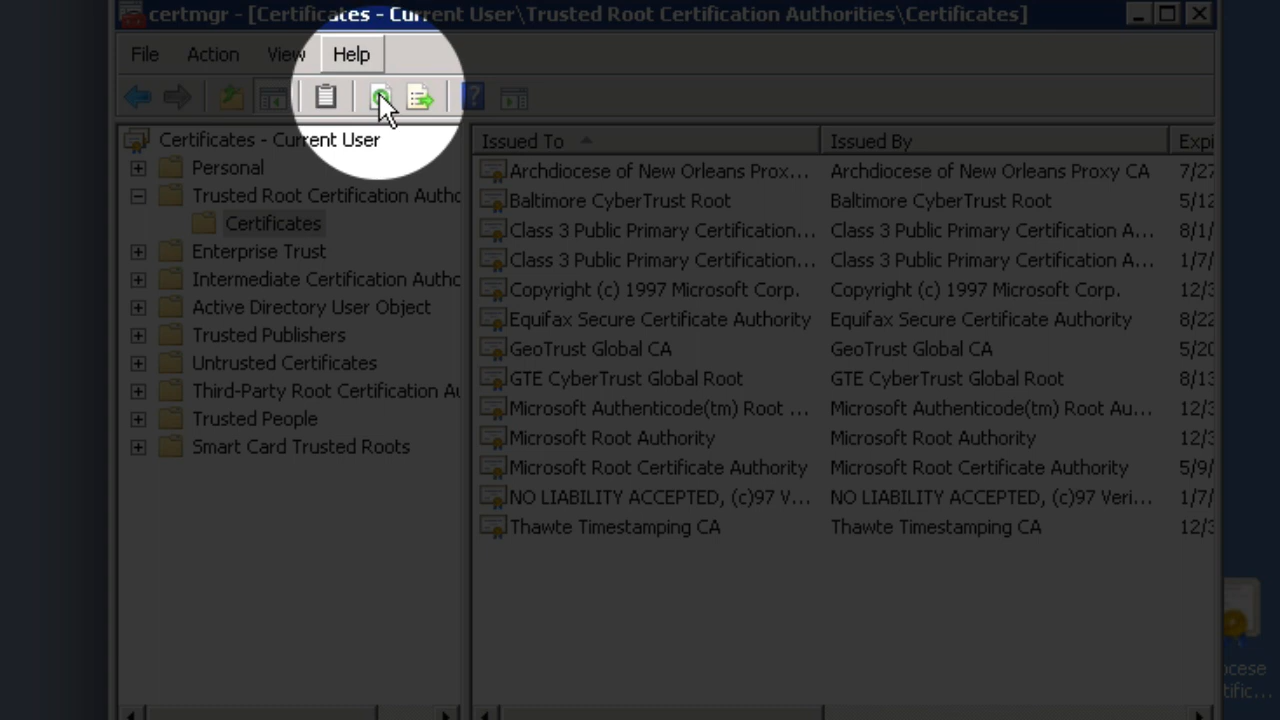 certmgr - [Certificates - Current User\Trusted Root Certification Authorities\Certificates]
File Action View Help
Certificates - Current User
Personal
Trusted Root Certification Autho
Certificates
Enterprise Trust
Intermediate Certification Autho
Active Directory User Object
Trusted Publishers
Untrusted Certificates
Third-Party Root Certification Au
Trusted People
Smart Card Trusted Roots
Issued To Issued By Expi
Archdiocese of New Orleans Prox... Archdiocese of New Orleans Proxy CA 7/27
Baltimore CyberTrust Root Baltimore CyberTrust Root 5/12
Class 3 Public Primary Certification... Class 3 Public Primary Certification A... 8/1/
Class 3 Public Primary Certification... Class 3 Public Primary Certification A... 1/7/
Copyright (c) 1997 Microsoft Corp. Copyright (c) 1997 Microsoft Corp. 12/3
Equifax Secure Certificate Authority Equifax Secure Certificate Authority 8/22
GeoTrust Global CA GeoTrust Global CA 5/20
GTE CyberTrust Global Root GTE CyberTrust Global Root 8/13
Microsoft Authenticode(tm) Root ... Microsoft Authenticode(tm) Root Au... 12/3
Microsoft Root Authority Microsoft Root Authority 12/3
Microsoft Root Certificate Authority Microsoft Root Certificate Authority 5/9/
NO LIABILITY ACCEPTED, (c)97 V... NO LIABILITY ACCEPTED, (c)97 Veri... 1/7/
Thawte Timestamping CA Thawte Timestamping CA 12/3
ocese
tific...